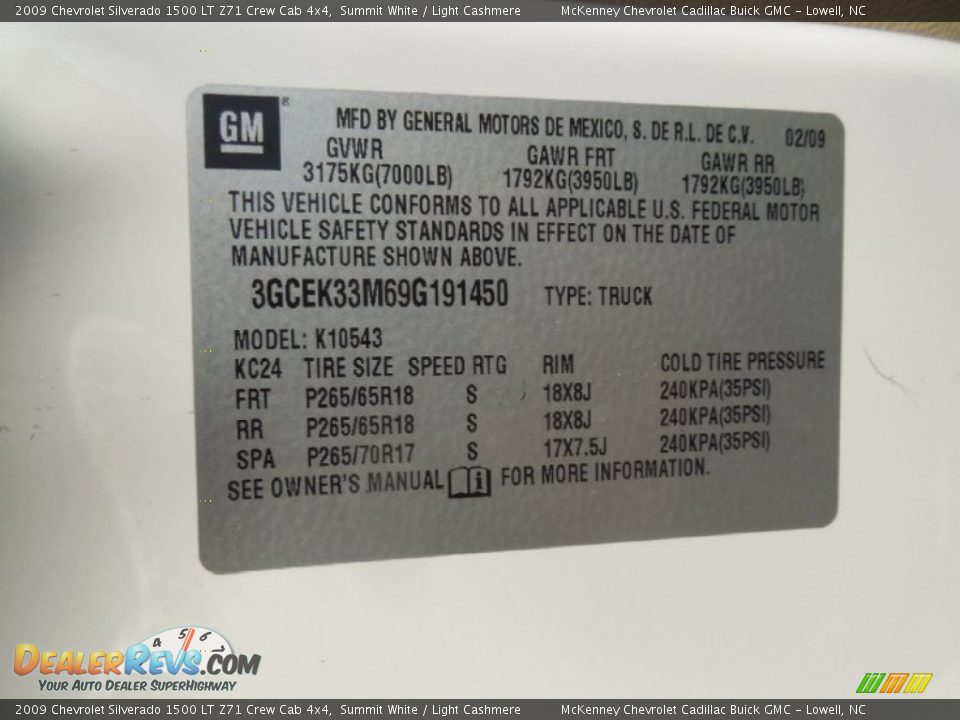 2009 Chevrolet Silverado 1500 LT Z71 Crew Cab 4x4, Summit White / Light Cashmere McKenney Chevrolet Cadillac Buick GMC - Lowell, NC
GM
MFD BY GENERAL MOTORS DE MEXICO, S. DE R.L. DE C.V. 02/09
GVWR GAWR FRT GAWR RR
3175KG(7000LB) 1792KG(3950LB) 1792KG(3950LB)
THIS VEHICLE CONFORMS TO ALL APPLICABLE U.S. FEDERAL MOTOR
VEHICLE SAFETY STANDARDS IN EFFECT ON THE DATE OF
MANUFACTURE SHOWN ABOVE.
3GCEK33M69G191450 TYPE: TRUCK
MODEL: K10543
KC24 TIRE SIZE SPEED RTG RIM COLD TIRE PRESSURE
FRT P265/65R18 S 18X8J 240KPA(35PSI)
RR P265/65R18 S 18X8J 240KPA(35PSI)
SPA P265/70R17 S 17X7.5J 240KPA(35PSI)
SEE OWNER'S MANUAL i FOR MORE INFORMATION.
4 5 6
DEALERREVS.COM
YOUR AUTO DEALER SUPERHIGHWAY
2009 Chevrolet Silverado 1500 LT Z71 Crew Cab 4x4, Summit White / Light Cashmere McKenney Chevrolet Cadillac Buick GMC - Lowell, NC